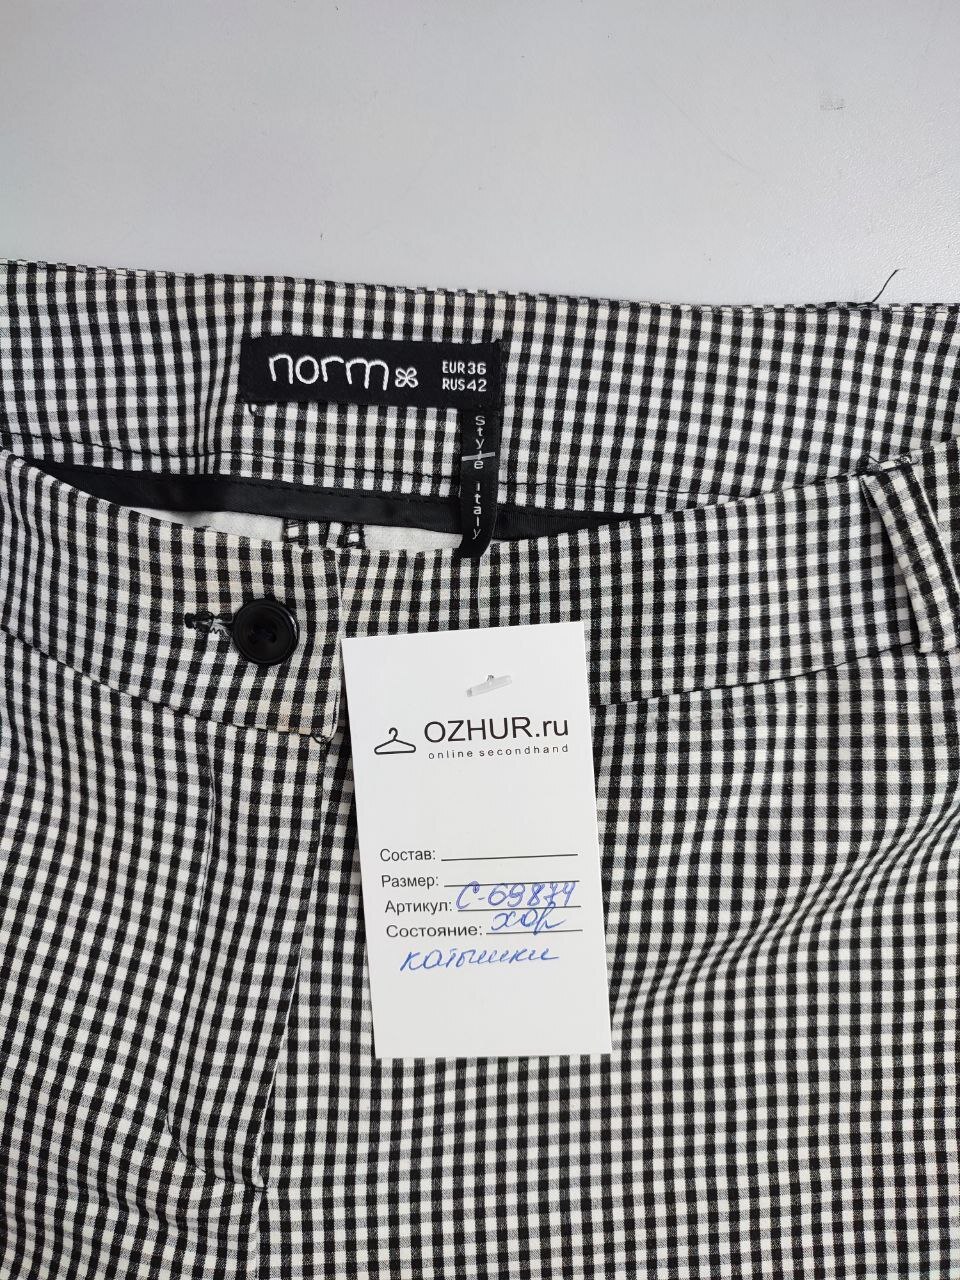 norm
EUR 36
RUS 42
style italy
OZHUR.ru
online secondhand
Состав:
Размер:
Артикул: С-69874
Состояние: хор
катышки